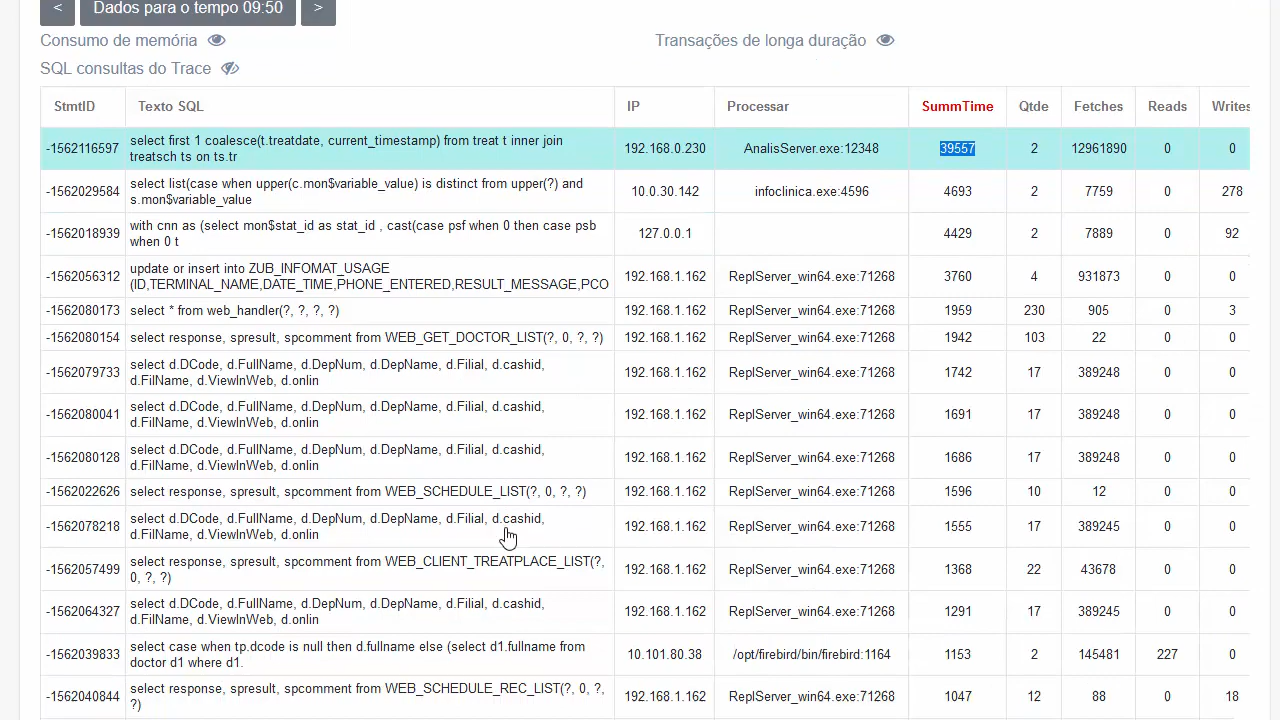 < Dados para o tempo 09:50 >
Consumo de memória Transações de longa duração
SQL consultas do Trace
StmtID Texto SQL IP Processar SummTime Qtde Fetches Reads Writes
-1562116597 select first 1 coalesce(t.treatdate, current_timestamp) from treat t inner join 192.168.0.230 AnalisServer.exe:12348 39557 2 12961890 0 0
treatsch ts on ts.tr
-1562029584 select list(case when upper(c.mon$variable_value) is distinct from upper(?) and 10.0.30.142 infoclinica.exe:4596 4693 2 7759 0 278
s.mon$variable_value
-1562018939 with cnn as (select mon$stat_id as stat_id , cast(case psf when 0 then case psb 127.0.0.1 4429 2 7889 0 92
when 0 t
-1562056312 update or insert into ZUB_INFOMAT_USAGE 192.168.1.162 ReplServer_win64.exe:71268 3760 4 931873 0 0
(ID,TERMINAL_NAME,DATE_TIME,PHONE_ENTERED,RESULT_MESSAGE,PCO
-1562080173 select * from web_handler(?, ?, ?, ?) 192.168.1.162 ReplServer_win64.exe:71268 1959 230 905 0 3
-1562080154 select response, spresult, spcomment from WEB_GET_DOCTOR_LIST(?, 0, ?, ?) 192.168.1.162 ReplServer_win64.exe:71268 1942 103 22 0 0
-1562079733 select d.DCode, d.FullName, d.DepNum, d.DepName, d.Filial, d.cashid, 192.168.1.162 ReplServer_win64.exe:71268 1742 17 389248 0 0
d.FilName, d.ViewInWeb, d.onlin
-1562080041 select d.DCode, d.FullName, d.DepNum, d.DepName, d.Filial, d.cashid, 192.168.1.162 ReplServer_win64.exe:71268 1691 17 389248 0 0
d.FilName, d.ViewInWeb, d.onlin
-1562080128 select d.DCode, d.FullName, d.DepNum, d.DepName, d.Filial, d.cashid, 192.168.1.162 ReplServer_win64.exe:71268 1686 17 389248 0 0
d.FilName, d.ViewInWeb, d.onlin
-1562022626 select response, spresult, spcomment from WEB_SCHEDULE_LIST(?, 0, ?, ?) 192.168.1.162 ReplServer_win64.exe:71268 1596 10 12 0 0
-1562078218 select d.DCode, d.FullName, d.DepNum, d.DepName, d.Filial, d.cashid, 192.168.1.162 ReplServer_win64.exe:71268 1555 17 389245 0 0
d.FilName, d.ViewInWeb, d.onlin
-1562057499 select response, spresult, spcomment from WEB_CLIENT_TREATPLACE_LIST(?, 192.168.1.162 ReplServer_win64.exe:71268 1368 22 43678 0 0
0, ?, ?)
-1562064327 select d.DCode, d.FullName, d.DepNum, d.DepName, d.Filial, d.cashid, 192.168.1.162 ReplServer_win64.exe:71268 1291 17 389245 0 0
d.FilName, d.ViewInWeb, d.onlin
-1562039833 select case when tp.dcode is null then d.fullname else (select d1.fullname from 10.101.80.38 /opt/firebird/bin/firebird:1164 1153 2 145481 227 0
doctor d1 where d1.
-1562040844 select response, spresult, spcomment from WEB_SCHEDULE_REC_LIST(?, 0, ?, 192.168.1.162 ReplServer_win64.exe:71268 1047 12 88 0 18
?)